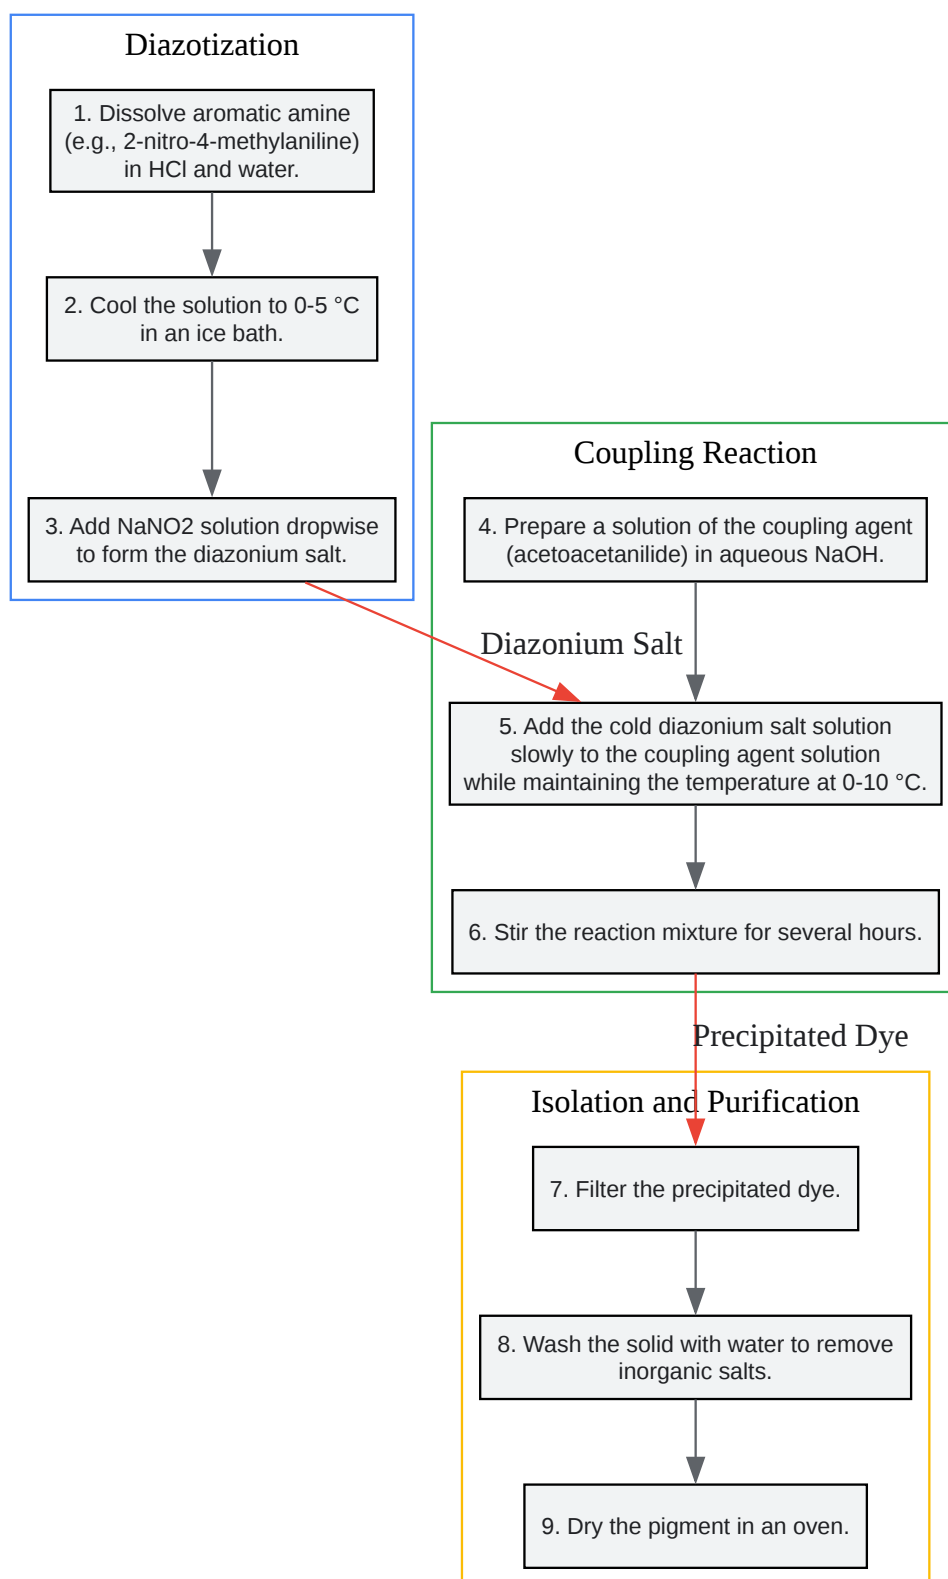 Diazotization
1. Dissolve aromatic amine
(e.g., 2-nitro-4-methylaniline)
in HCl and water.
2. Cool the solution to 0-5 °C
in an ice bath.
3. Add NaNO2 solution dropwise
to form the diazonium salt.
Coupling Reaction
4. Prepare a solution of the coupling agent
(acetoacetanilide) in aqueous NaOH.
Diazonium Salt
5. Add the cold diazonium salt solution
slowly to the coupling agent solution
while maintaining the temperature at 0-10 °C.
6. Stir the reaction mixture for several hours.
Precipitated Dye
Isolation and Purification
7. Filter the precipitated dye.
8. Wash the solid with water to remove
inorganic salts.
9. Dry the pigment in an oven.